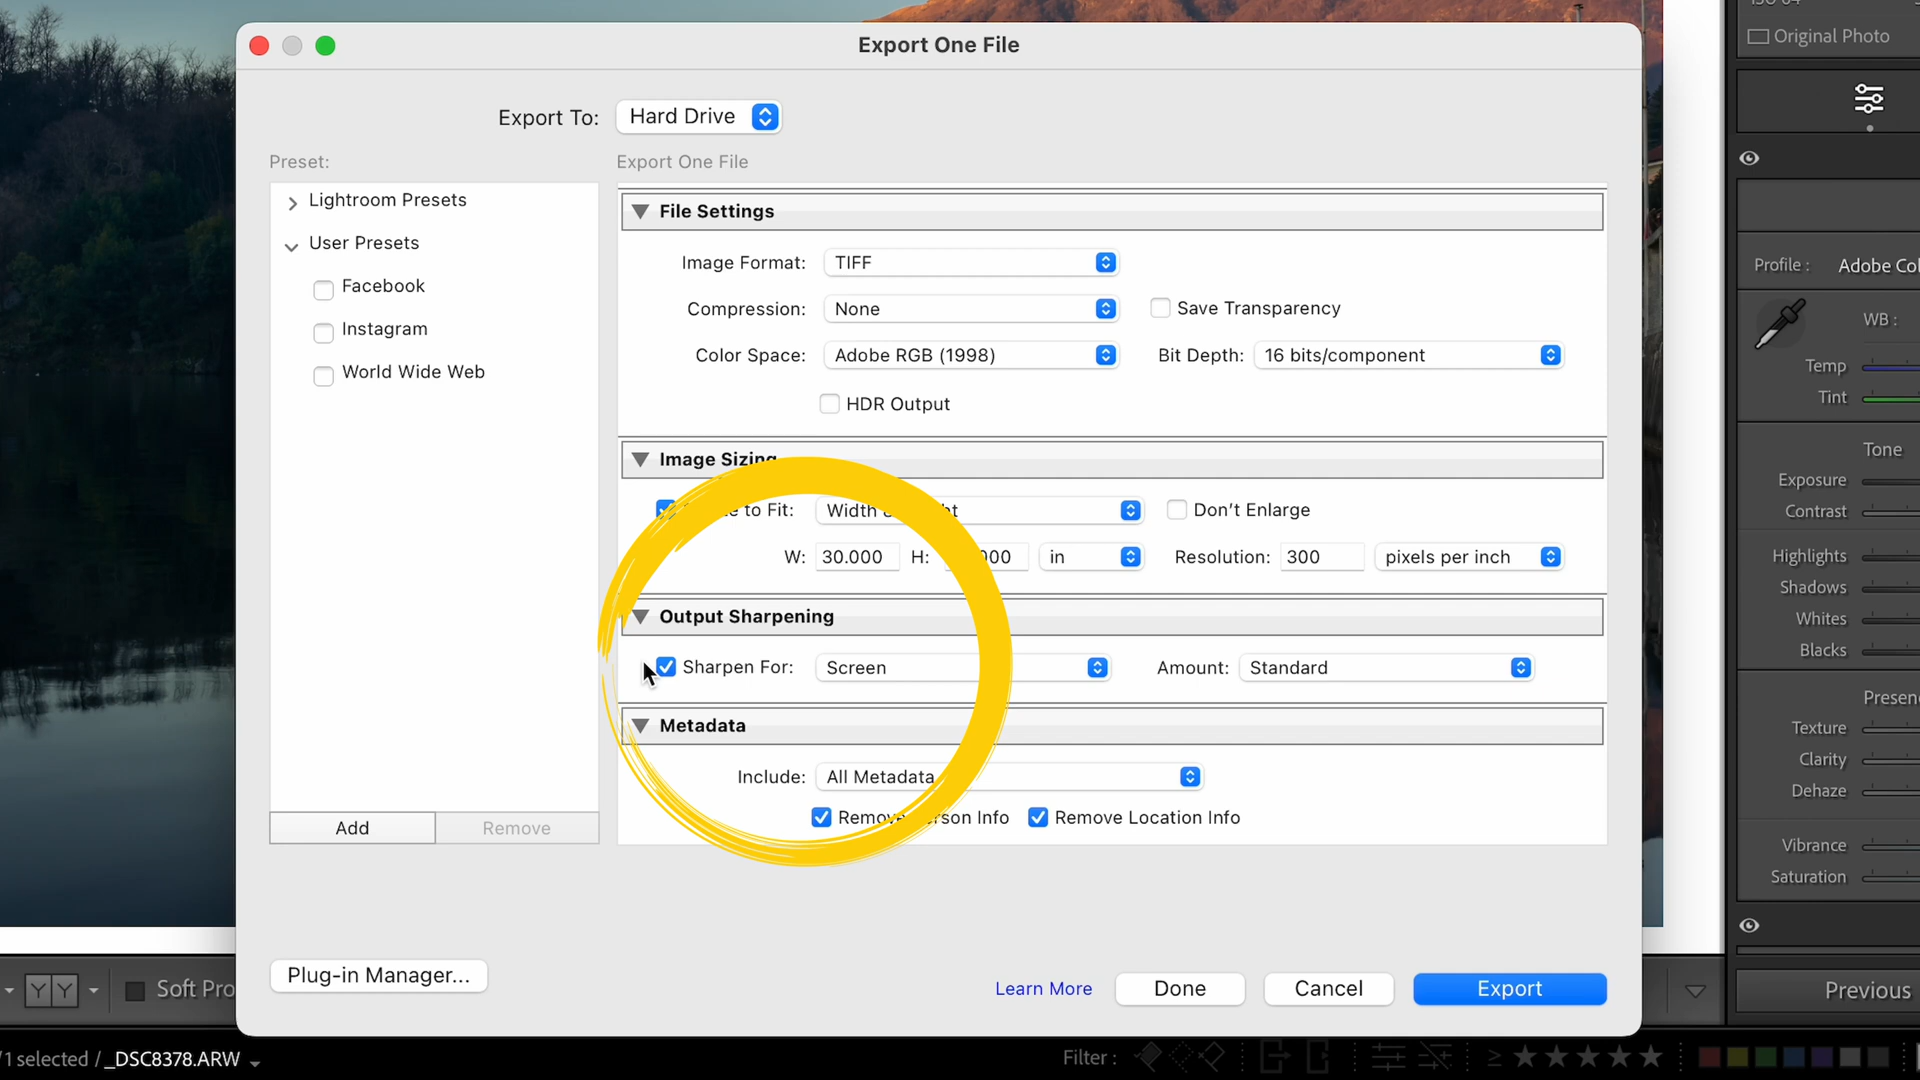 Export One File
Original Photo
Export To: Hard Drive
Preset:
Export One File
Lightroom Presets
User Presets
Facebook
Instagram
World Wide Web
Add Remove
File Settings
Image Format: TIFF
Compression: None Save Transparency
Color Space: Adobe RGB (1998) Bit Depth: 16 bits/component
HDR Output
Image Sizing
to Fit: Width Don't Enlarge
W: 30.000 H: Resolution: 300 pixels per inch
in
Output Sharpening
Sharpen For: Screen Amount: Standard
Metadata
Include: All Metadata
Info Remove Location Info
Plug-in Manager...
Learn More Done Cancel Export
Profile : Adobe
WB :
Temp
Tint
Tone
Exposure
Contrast
Highlights
Shadows
Whites
Blacks
Texture
Clarity
Dehaze
Vibrance
Saturation
YY Soft
Previous
1 selected / _DSC8378.ARW
Filter :